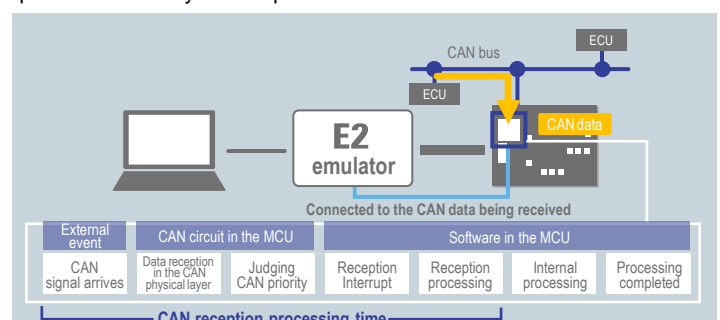 ECU
CAN bus
ECU
CAN data
E2
emulator
Connected to the CAN data being received
External
event
CAN circuit in the MCU
Software in the MCU
CAN
signal arrives
Data reception
in the CAN
physical layer
Judging
CAN priority
Reception
Interrupt
Reception
processing
Internal
processing
Processing
completed
CAN reception processing time